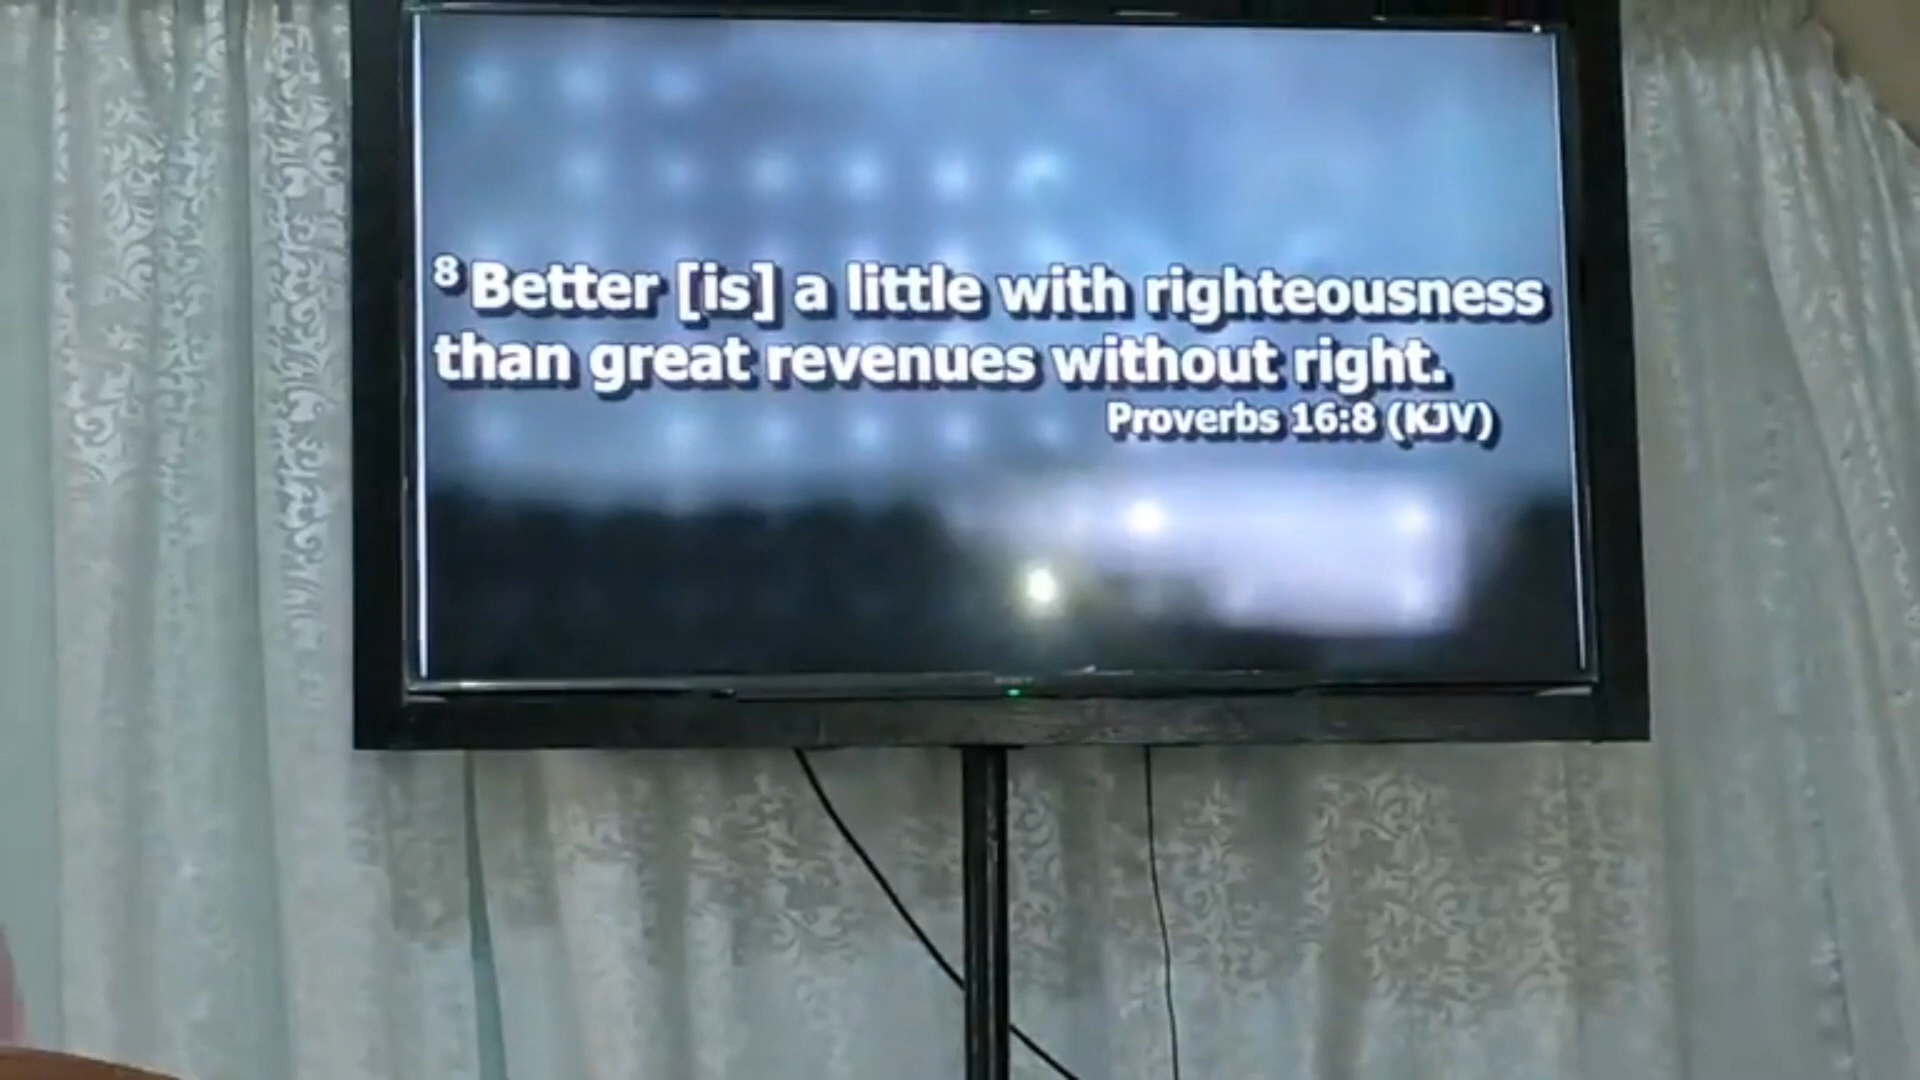 8 Better [is] a little with righteousness
than great revenues without right.
Proverbs 16:8 (KJV)